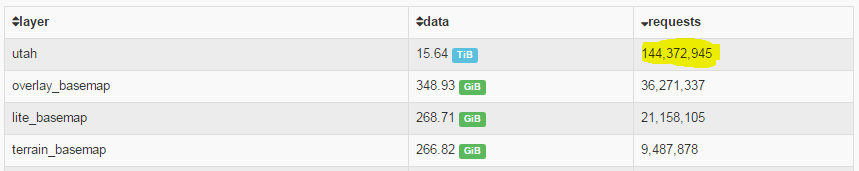 layer data requests
utah 15.64 TiB 144,372,945
overlay_basemap 348.93 GiB 36,271,337
lite_basemap 268.71 GiB 21,158,105
terrain_basemap 266.82 GiB 9,487,878